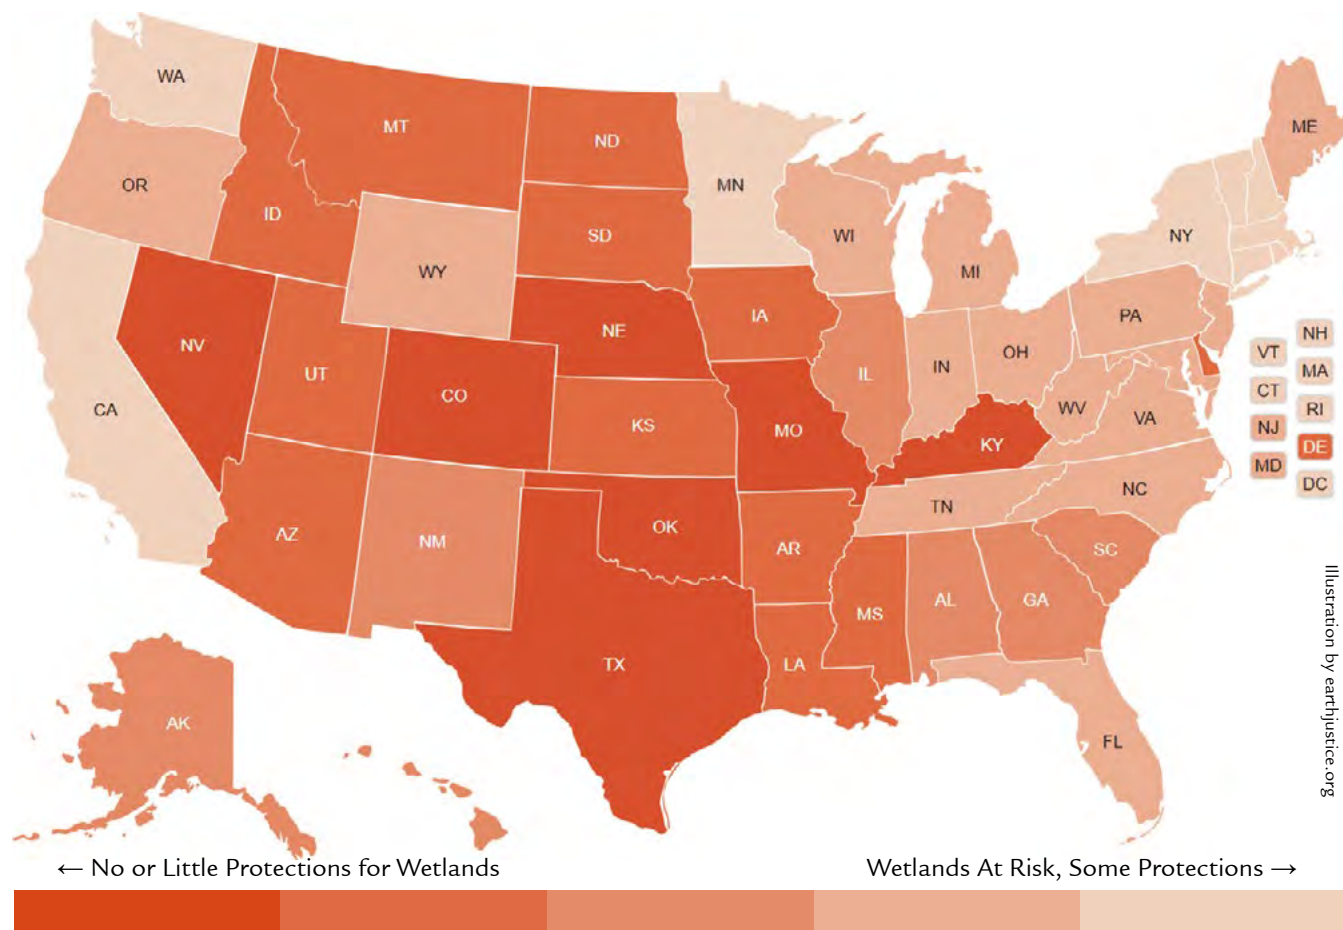 WA
MT
ND
ME
OR
MN
ID
SD
WI
NY
WY
MI
NE
IA
PA
NV
UT
CO
KS
MO
IL
IN
OH
WV
VA
KY
NH
VT
MA
CT
RI
NJ
DE
MD
DC
CA
AZ
NM
OK
AR
TN
NC
SC
MS
AL
GA
TX
LA
AK
FL
Illustration by earthjustice.org
← No or Little Protections for Wetlands
Wetlands At Risk, Some Protections →